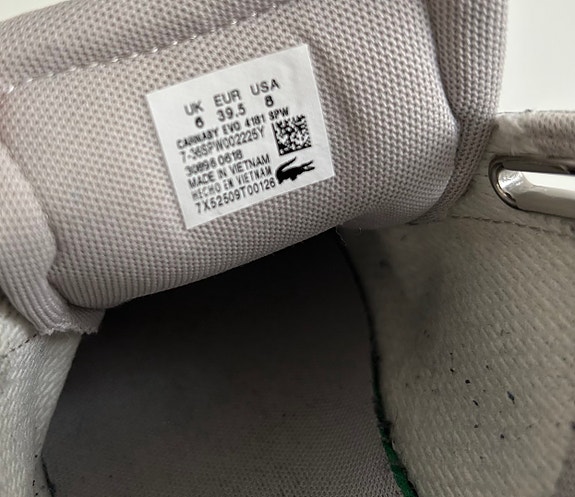 UK EUR USA
6 39.5 8
CARNABY EVO 4181 SPW
7-36SPW002225Y
30896 0618
MADE IN VIETNAM
HECHO EN VIETNAM
7X52509T00126